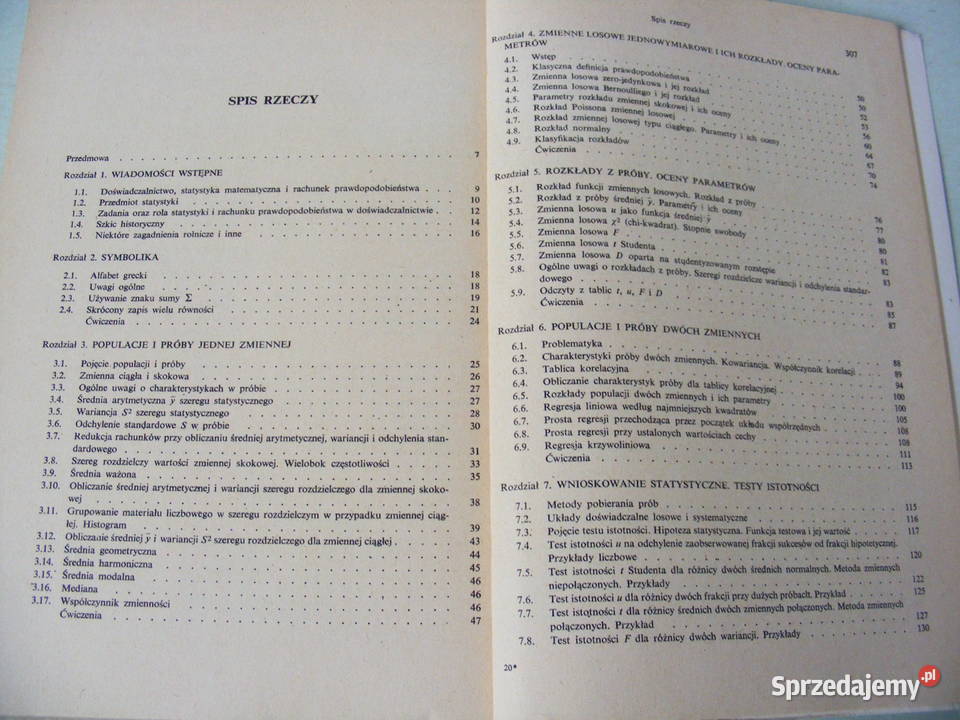 SPIS RZECZY
Przedmowa 7
Rozdział 1. WIADOMOŚCI WSTĘPNE
1.1. Doświadczalnictwo, statystyka matematyczna i rachunek prawdopodobieństwa 9
1.2. Przedmiot statystyki 10
1.3. Zadania oraz rola statystyki i rachunku prawdopodobieństwa w doświadczalnictwie 12
1.4. Szkic historyczny 14
1.5. Niektóre zagadnienia rolnicze i inne 16
Rozdział 2. SYMBOLIKA
2.1. Alfabet grecki 18
2.2. Uwagi ogólne 18
2.3. Używanie znaku sumy Σ 19
2.4. Skrócony zapis wielu równości 21
Ćwiczenia 24
Rozdział 3. POPULACJE I PRÓBY JEDNEJ ZMIENNEJ
3.1. Pojęcie populacji i próby 25
3.2. Zmienna ciągła i skokowa 26
3.3. Ogólne uwagi o charakterystykach w próbie 27
3.4. Średnia arytmetyczna ȳ szeregu statystycznego 27
3.5. Wariancja S² szeregu statystycznego 28
3.6. Odchylenie standardowe S w próbie 30
3.7. Redukcja rachunków przy obliczaniu średniej arytmetycznej, wariancji i odchylenia stan-
dardowego 31
3.8. Szereg rozdzielczy wartości zmiennej skokowej. Wielobok częstotliwości 33
3.9. Średnia ważona 35
3.10. Obliczanie średniej arytmetycznej i wariancji szeregu rozdzielczego dla zmiennej skoko-
wej 38
3.11. Grupowanie materiału liczbowego w szeregu rozdzielczym w przypadku zmiennej ciąg-
łej. Histogram 39
3.12. Obliczanie średniej ȳ i wariancji S² szeregu rozdzielczego dla zmiennej ciągłej 43
3.13. Średnia geometryczna 44
3.14. Średnia harmoniczna 45
3.15. Średnia modalna 46
3.16. Mediana 46
3.17. Współczynnik zmienności 46
Ćwiczenia 47
Spis rzeczy
307
Rozdział 4. ZMIENNE LOSOWE JEDNOWYMIAROWE I ICH ROZKŁADY. OCENY PARA-
METRÓW
4.1. Wstęp 50
4.2. Klasyczna definicja prawdopodobieństwa 50
4.3. Zmienna losowa zero-jedynkowa i jej rozkład 52
4.4. Zmienna losowa Bernoulliego i jej rozkład 53
4.5. Parametry rozkładu zmiennej skokowej i ich oceny 56
4.6. Rozkład Poissona zmiennej losowej 60
4.7. Rozkład zmiennej losowej typu ciągłego. Parametry i ich oceny 64
4.8. Rozkład normalny 67
4.9. Klasyfikacja rozkładów 70
Ćwiczenia 74
Rozdział 5. ROZKŁADY Z PRÓBY. OCENY PARAMETRÓW
5.1. Rozkład funkcji zmiennych losowych. Rozkład z próby 76
5.2. Rozkład z próby średniej ȳ. Parametry i ich oceny 77
5.3. Zmienna losowa u jako funkcja średniej ȳ 80
5.4. Zmienna losowa χ² (chi-kwadrat). Stopnie swobody 80
5.5. Zmienna losowa F 81
5.6. Zmienna losowa t Studenta 82
5.7. Zmienna losowa D oparta na studentyzowanym rozstępie 83
5.8. Ogólne uwagi o rozkładach z próby. Szeregi rozdzielcze wariancji i odchylenia standar-
dowego 83
5.9. Odczyty z tablic t, u, F i D 85
Ćwiczenia 87
Rozdział 6. POPULACJE I PRÓBY DWÓCH ZMIENNYCH
6.1. Problematyka 88
6.2. Charakterystyki próby dwóch zmiennych. Kowariancja. Współczynnik korelacji 89
6.3. Tablica korelacyjna 94
6.4. Obliczanie charakterystyk próby dla tablicy korelacyjnej 100
6.5. Rozkłady populacji dwóch zmiennych i ich parametry 100
6.6. Regresja liniowa według najmniejszych kwadratów 105
6.7. Prosta regresji przechodząca przez początek układu współrzędnych 108
6.8. Prosta regresji przy ustalonych wartościach cechy 108
6.9. Regresja krzywoliniowa 111
Ćwiczenia 113
Rozdział 7. WNIOSKOWANIE STATYSTYCZNE. TESTY ISTOTNOŚCI
7.1. Metody pobierania prób 115
7.2. Układy doświadczalne losowe i systematyczne 116
7.3. Pojęcie testu istotności. Hipoteza statystyczna. Funkcja testowa i jej wartość 117
7.4. Test istotności u na odchylenie zaobserwowanej frakcji sukcesów od frakcji hipotetycznej.
Przykłady liczbowe 120
7.5. Test istotności t Studenta dla różnicy dwóch średnich normalnych. Metoda zmiennych
niepołączonych. Przykłady 122
7.6. Test istotności u dla różnicy dwóch frakcji przy dużych próbach. Przykład 125
7.7. Test istotności t dla różnicy średnich dwóch zmiennych połączonych. Metoda zmiennych
połączonych. Przykład 127
7.8. Test istotności F dla różnicy dwóch wariancji. Przykłady 130
20*
Sprzedajemy.pl